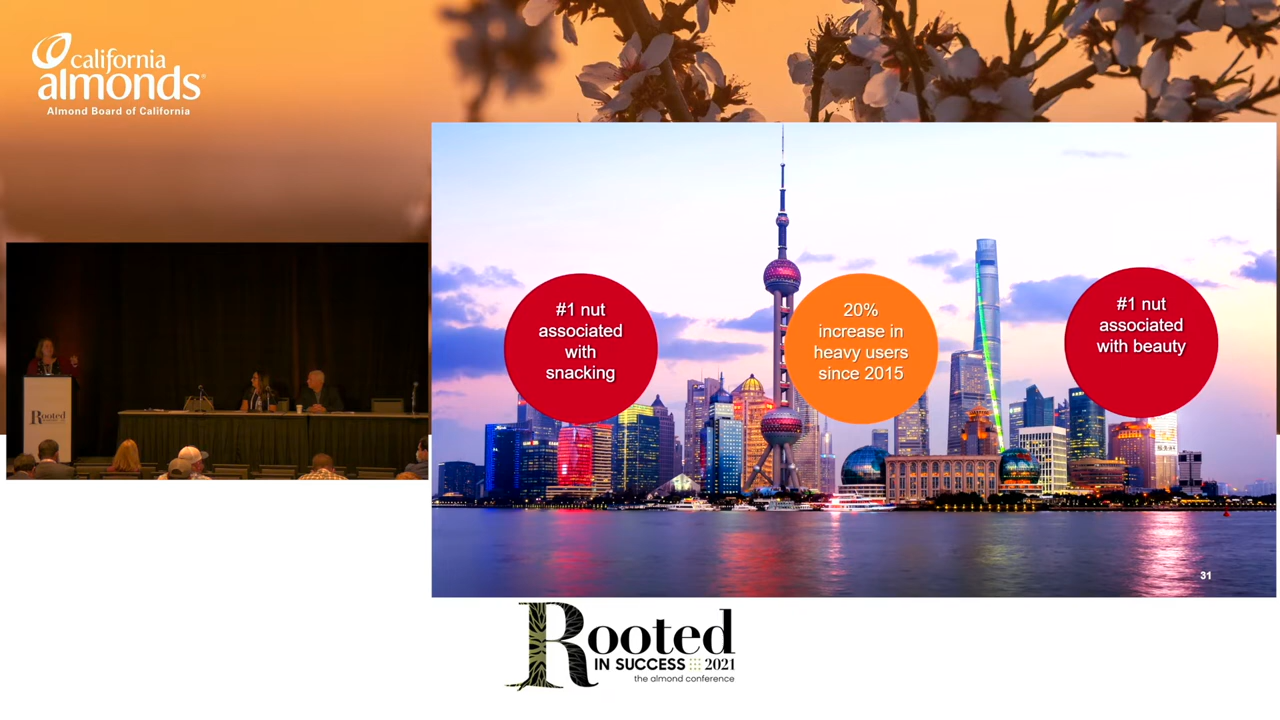 california
almonds
Almond Board of California
#1 nut
associated
with
snacking
20%
increase in
heavy users
since 2015
#1 nut
associated
with beauty
31
Rooted
Rooted
IN SUCCESS 2021
the almond conference